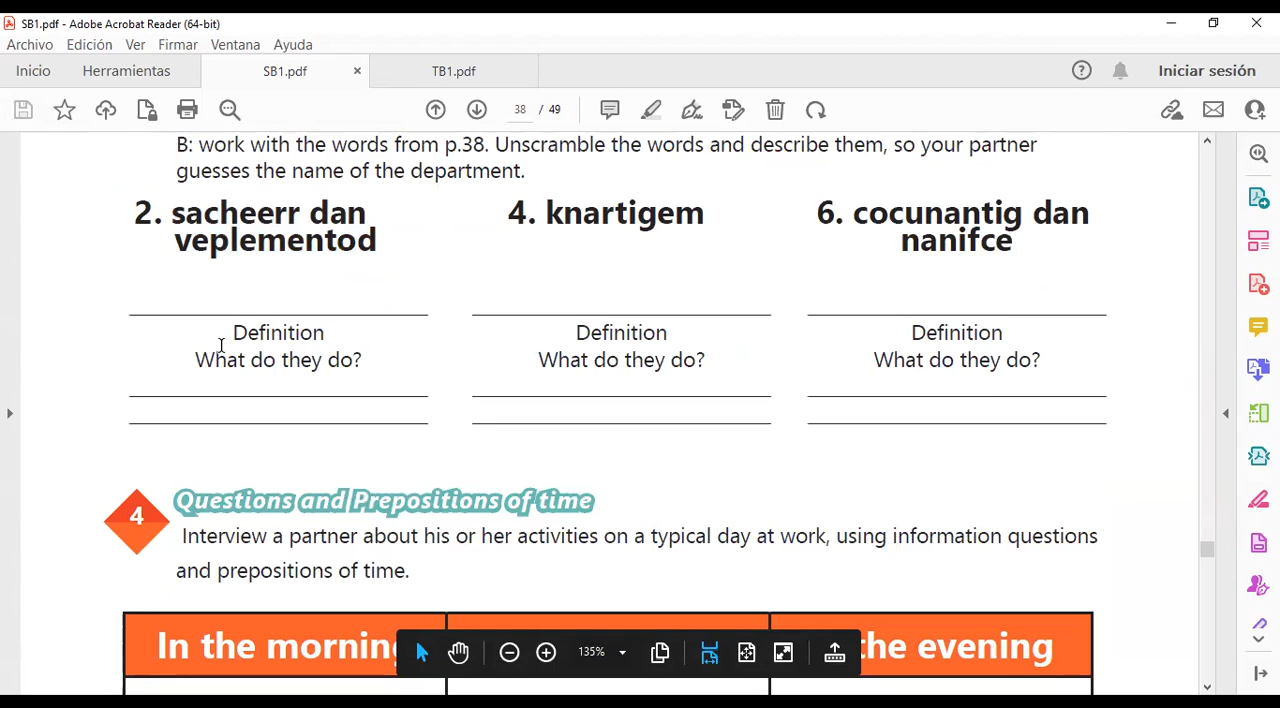 SB1.pdf - Adobe Acrobat Reader (64-bit)
Archivo Edición Ver Firmar Ventana Ayuda
Inicio Herramientas SB1.pdf × TB1.pdf Iniciar sesión
38 / 49
B: work with the words from p.38. Unscramble the words and describe them, so your partner
guesses the name of the department.
2. sacheerr dan 4. knartigem 6. cocunantig dan
veplementod nanifce
Definition Definition Definition
What do they do? What do they do? What do they do?
4 Questions and Prepositions of time
Interview a partner about his or her activities on a typical day at work, using information questions
and prepositions of time.
In the morning the evening
135%